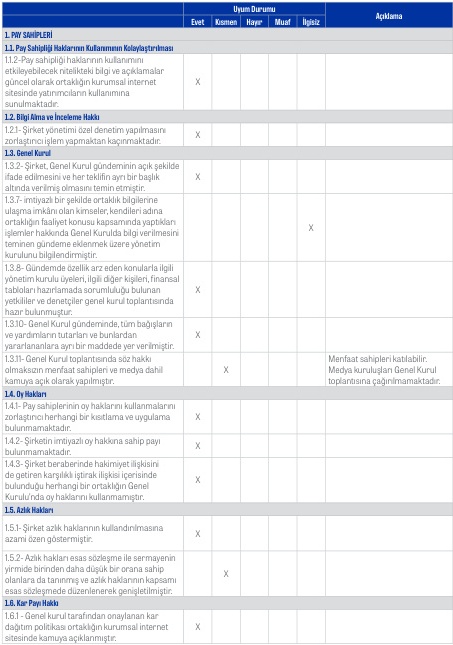 Uyum Durumu
Açıklama
Evet Kısmen Hayır Muaf İlgisiz
1. PAY SAHİPLERİ
1.1. Pay Sahipliği Haklarının Kullanımının Kolaylaştırılması
1.1.2-Pay sahipliği haklarının kullanımını
etkileyebilecek nitelikteki bilgi ve açıklamalar
güncel olarak ortaklığın kurumsal internet
sitesinde yatırımcıların kullanımına
sunulmaktadır.
X
1.2. Bilgi Alma ve İnceleme Hakkı
1.2.1- Şirket yönetimi özel denetim yapılmasını
zorlaştırıcı işlem yapmaktan kaçınmaktadır.
X
1.3. Genel Kurul
1.3.2- Şirket, Genel Kurul gündeminin açık şekilde
ifade edilmesini ve her teklifin ayrı bir başlık
altında verilmiş olmasını temin etmiştir.
X
1.3.7- imtiyazlı bir şekilde ortaklık bilgilerine
ulaşma imkânı olan kimseler, kendileri adına
ortaklığın faaliyet konusu kapsamında yaptıkları
işlemler hakkında Genel Kurulda bilgi verilmesini
teminen gündeme eklenmek üzere yönetim
kurulunu bilgilendirmiştir.
X
1.3.8- Gündemde özellik arz eden konularla ilgili
yönetim kurulu üyeleri, ilgili diğer kişileri, finansal
tabloları hazırlamada sorumluluğu bulunan
yetkililer ve denetçiler genel kurul toplantısında
hazır bulunmuştur.
X
1.3.10- Genel Kurul gündeminde, tüm bağışların
ve yardımların tutarları ve bunlardan
yararlananlara ayrı bir maddede yer verilmiştir.
X
1.3.11- Genel Kurul toplantısında söz hakkı
olmaksızın menfaat sahipleri ve medya dahil
kamuya açık olarak yapılmıştır.
X
Menfaat sahipleri katılabilir.
Medya kuruluşları Genel Kurul
toplantısına çağırılmamaktadır.
1.4. Oy Hakları
1.4.1- Pay sahiplerinin oy haklarını kullanmalarını
zorlaştırıcı herhangi bir kısıtlama ve uygulama
bulunmamaktadır.
X
1.4.2- Şirketin imtiyazlı oy hakkına sahip payı
bulunmamaktadır.
X
1.4.3- Şirket beraberinde hakimiyet ilişkisini
de getiren karşılıklı iştirak ilişkisi içerisinde
bulunduğu herhangi bir ortaklığın Genel
Kurulu'nda oy haklarını kullanmamıştır.
X
1.5. Azlık Hakları
1.5.1- Şirket azlık haklarının kullandırılmasına
azami özen göstermiştir.
X
1.5.2- Azlık hakları esas sözleşme ile sermayenin
yirmide birinden daha düşük bir orana sahip
olanlara da tanınmış ve azlık haklarının kapsamı
esas sözleşmede düzenlenerek genişletilmiştir.
X
1.6. Kar Payı Hakkı
1.6.1 - Genel kurul tarafından onaylanan kar
dağıtım politikası ortaklığın kurumsal internet
sitesinde kamuya açıklanmıştır.
X